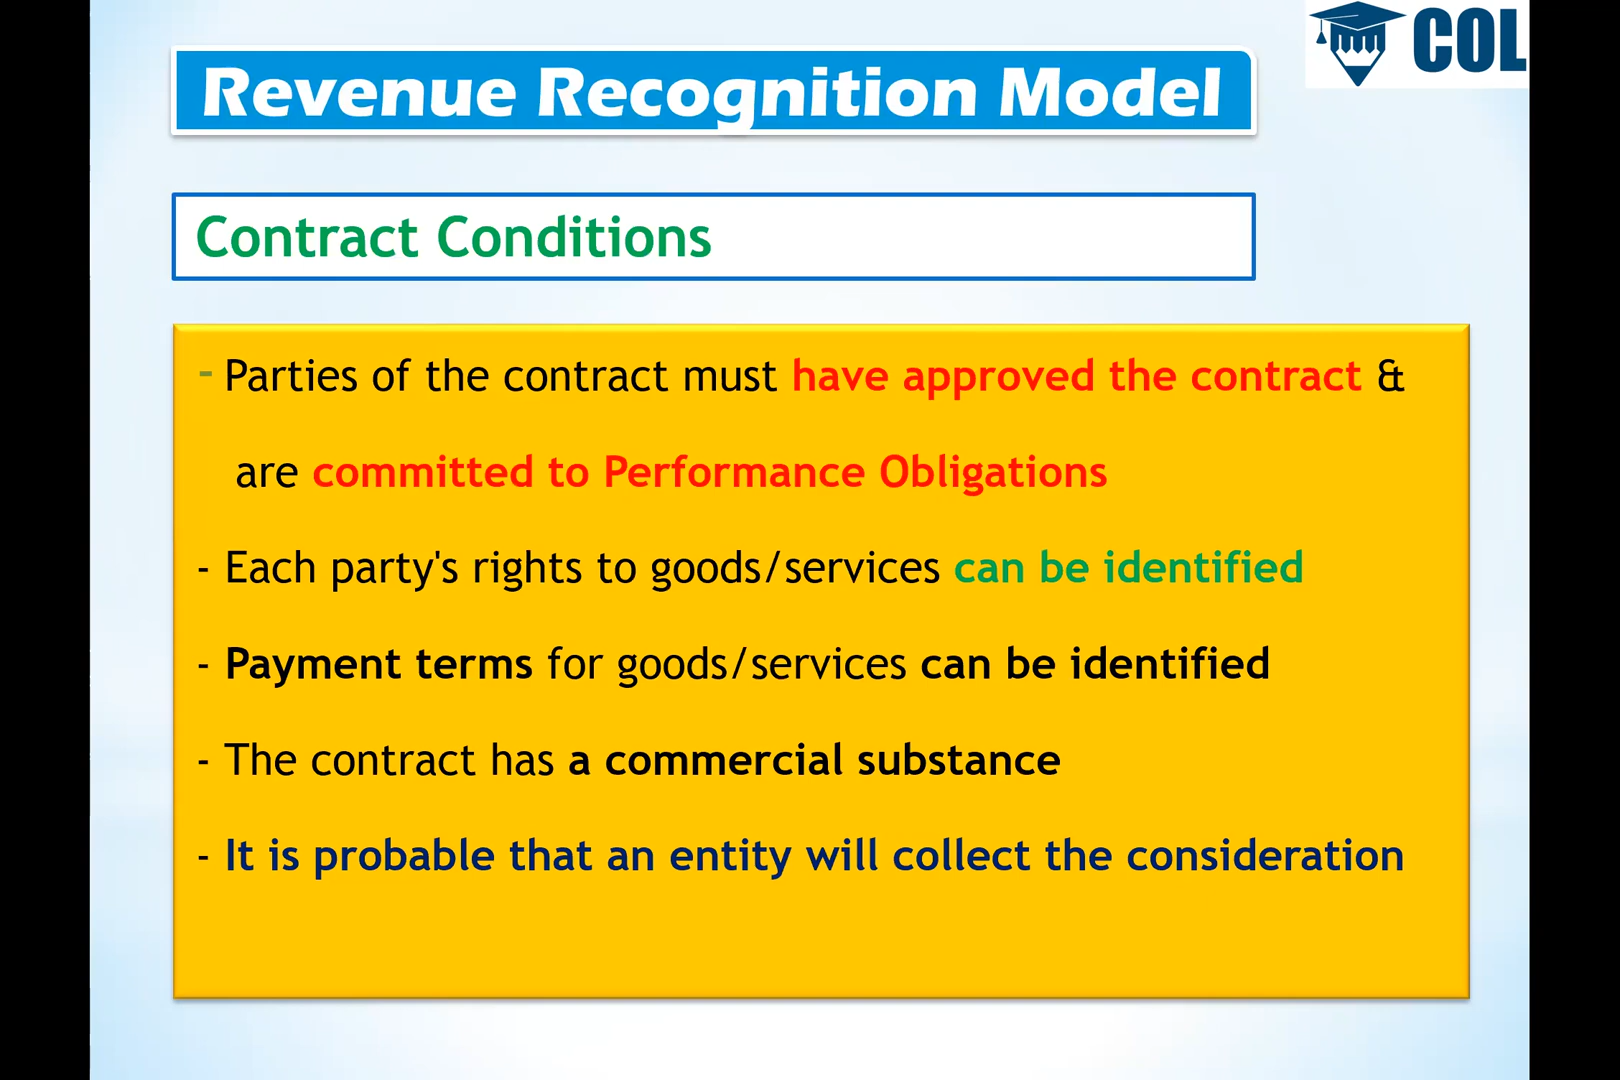 COL
Revenue Recognition Model
Contract Conditions
- Parties of the contract must have approved the contract &
are committed to Performance Obligations
- Each party's rights to goods/services can be identified
- Payment terms for goods/services can be identified
- The contract has a commercial substance
- It is probable that an entity will collect the consideration